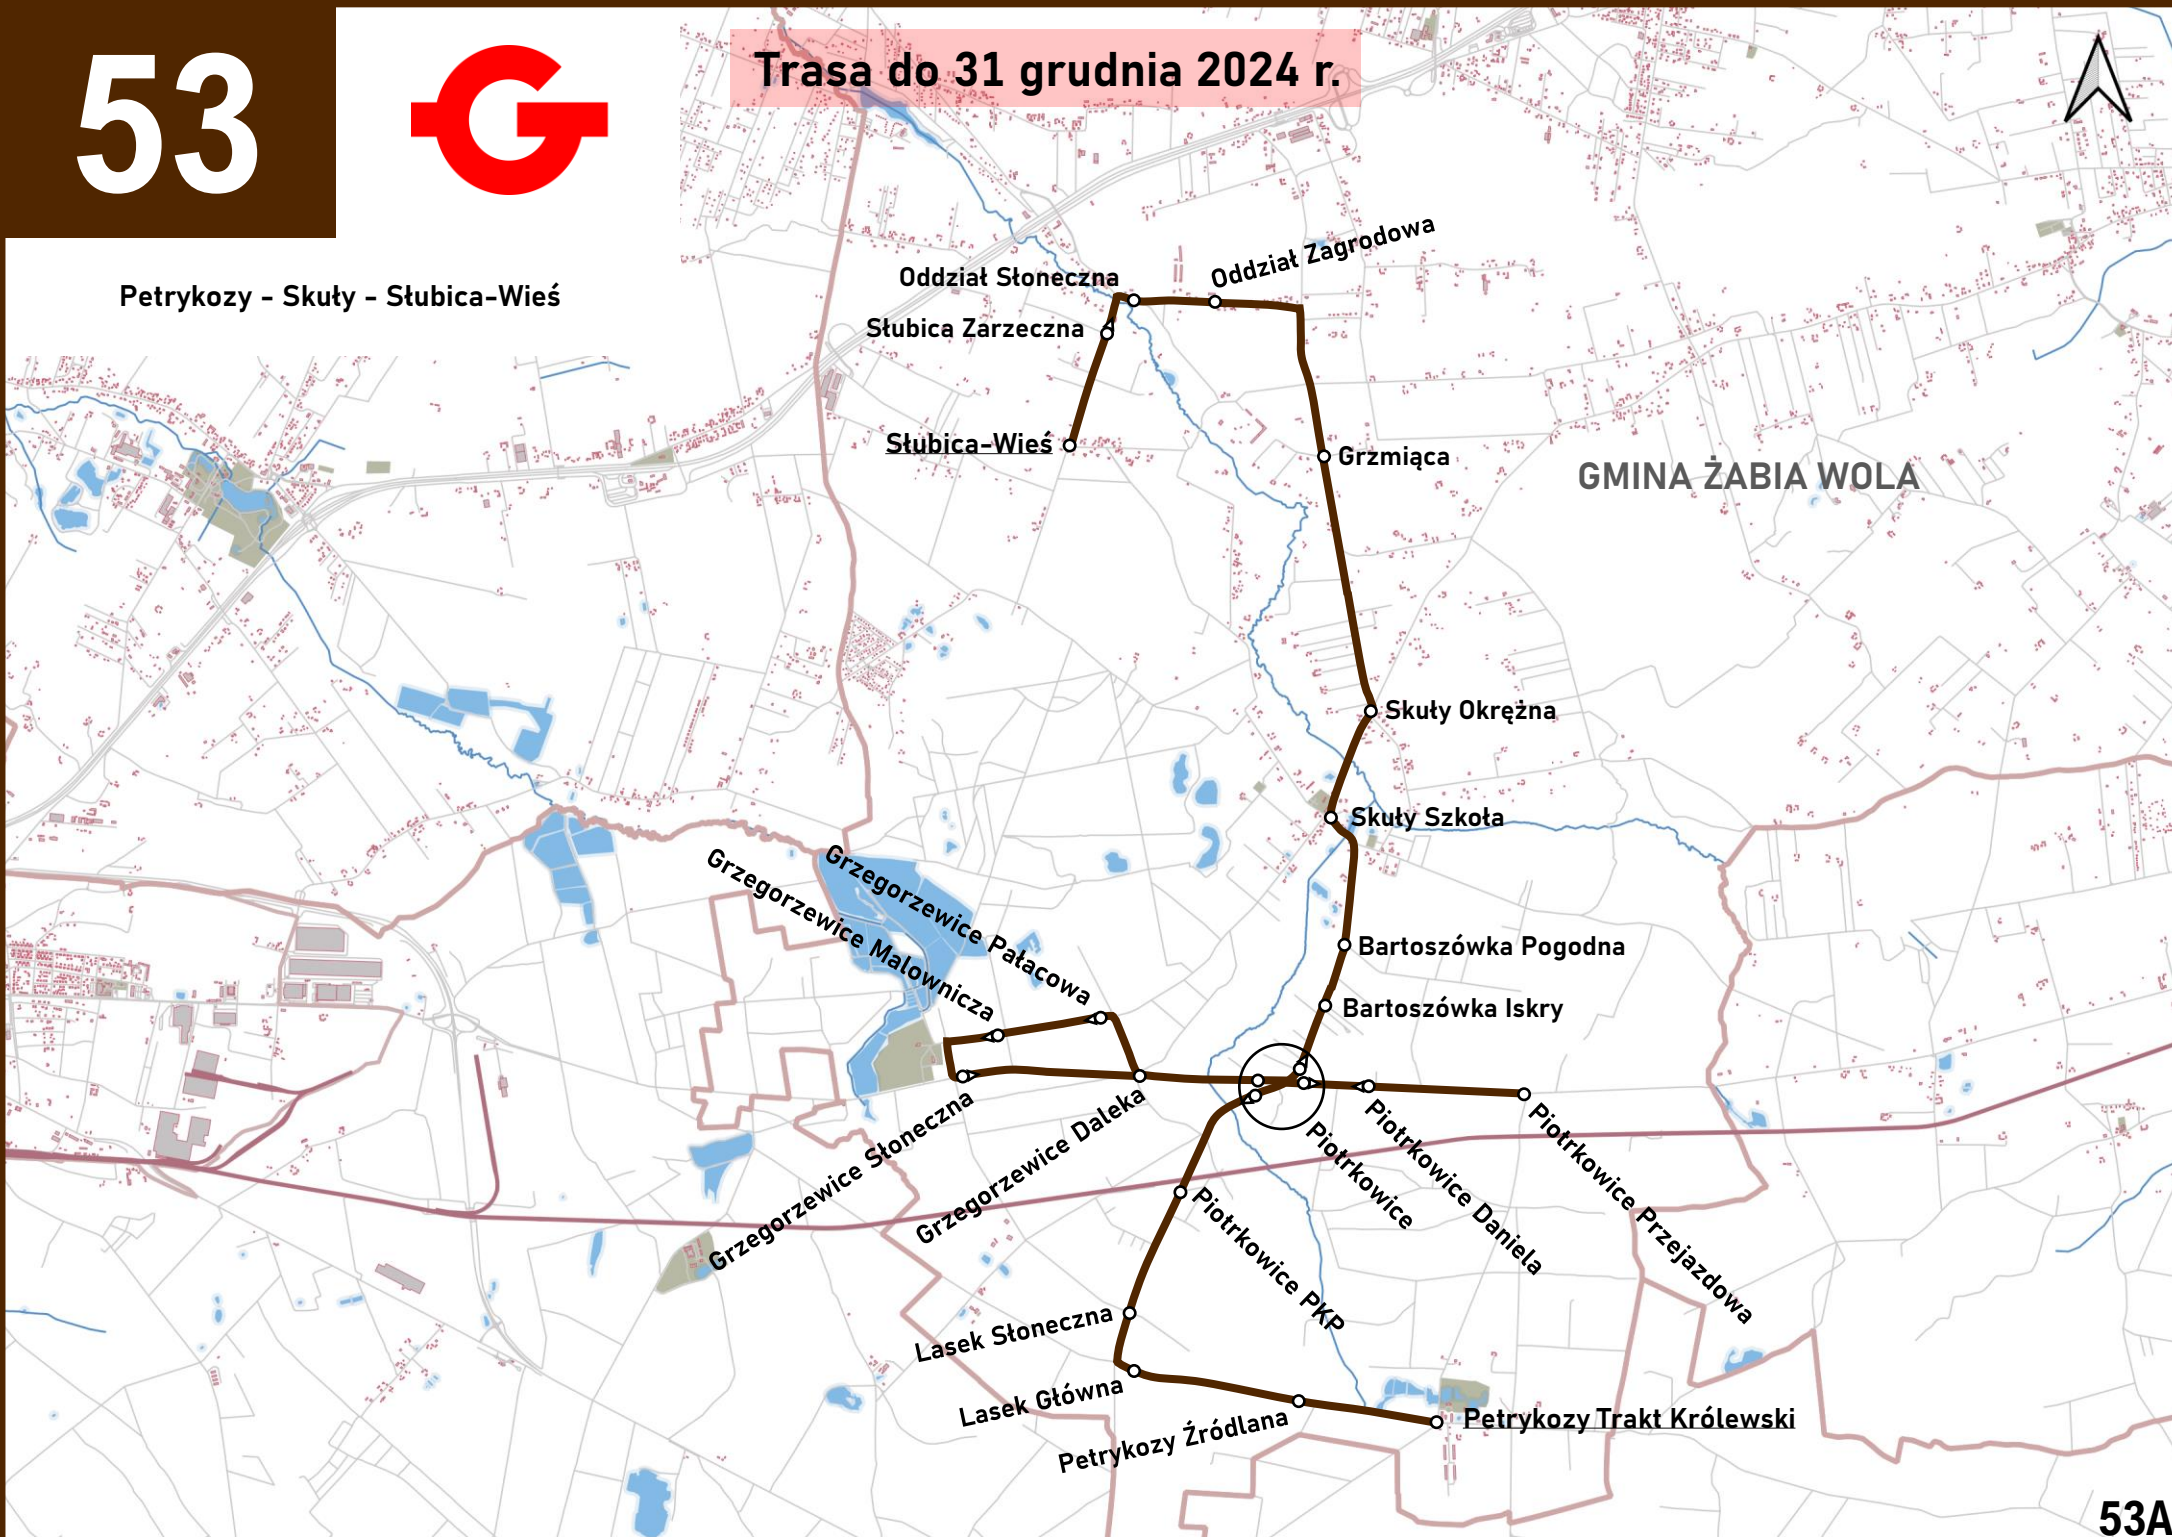 53
G
Trasa do 31 grudnia 2024 r.
Petrykozy - Skuły - Słubica-Wieś
Oddział Zagrodowa
Oddział Słoneczna
Słubica Zarzeczna
Słubica-Wieś
Grzmiąca
GMINA ŻABIA WOLA
Skuły Okrężna
Skuły Szkoła
Grzegorzewice Pałacowa
Grzegorzewice Malownicza
Bartoszówka Pogodna
Bartoszówka Iskry
Grzegorzewice Słoneczna
Grzegorzewice Daleka
Piotrkowice
Piotrkowice Daniela
Piotrkowice Przejazdowa
Piotrkowice PKP
Lasek Słoneczna
Lasek Główna
Petrykozy Źródlana
Petrykozy Trakt Królewski
53A